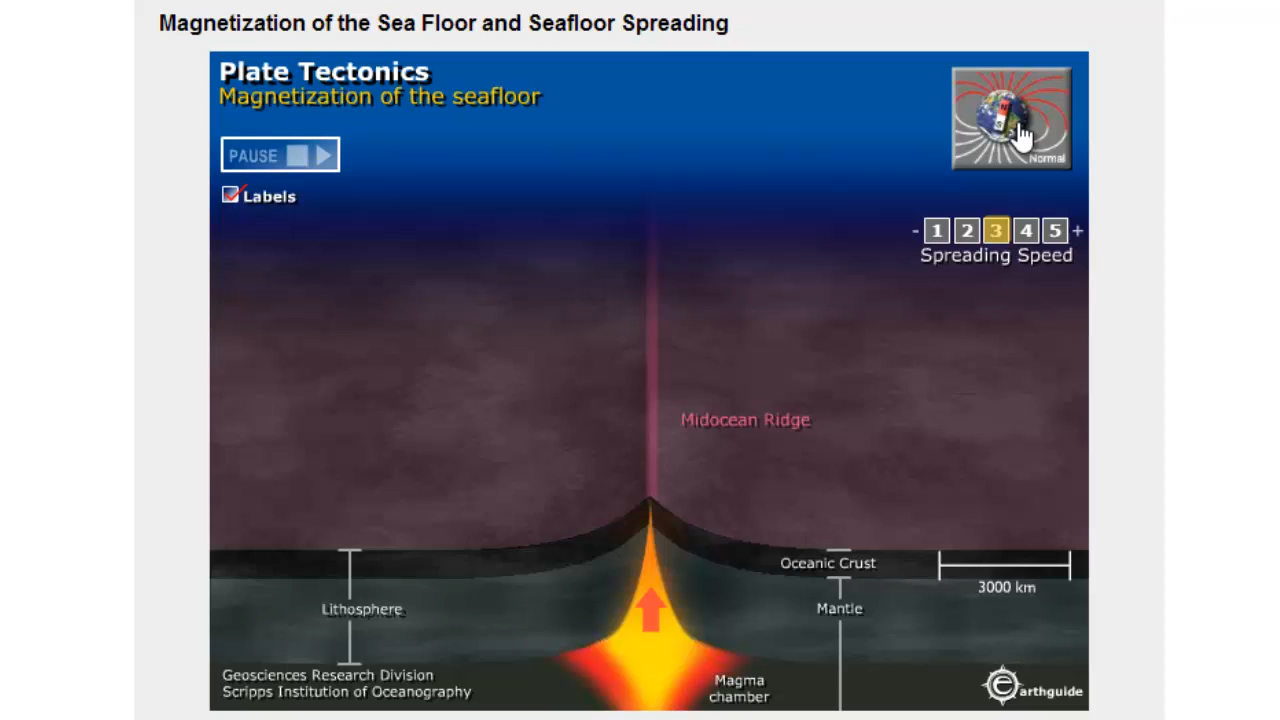 Magnetization of the Sea Floor and Seafloor Spreading
Plate Tectonics
Magnetization of the seafloor
PAUSE
Labels
N
S
Normal
- 1 2 3 4 5 +
Spreading Speed
Midocean Ridge
Oceanic Crust
3000 km
Lithosphere
Mantle
Geosciences Research Division
Scripps Institution of Oceanography
Magma
chamber
earthguide